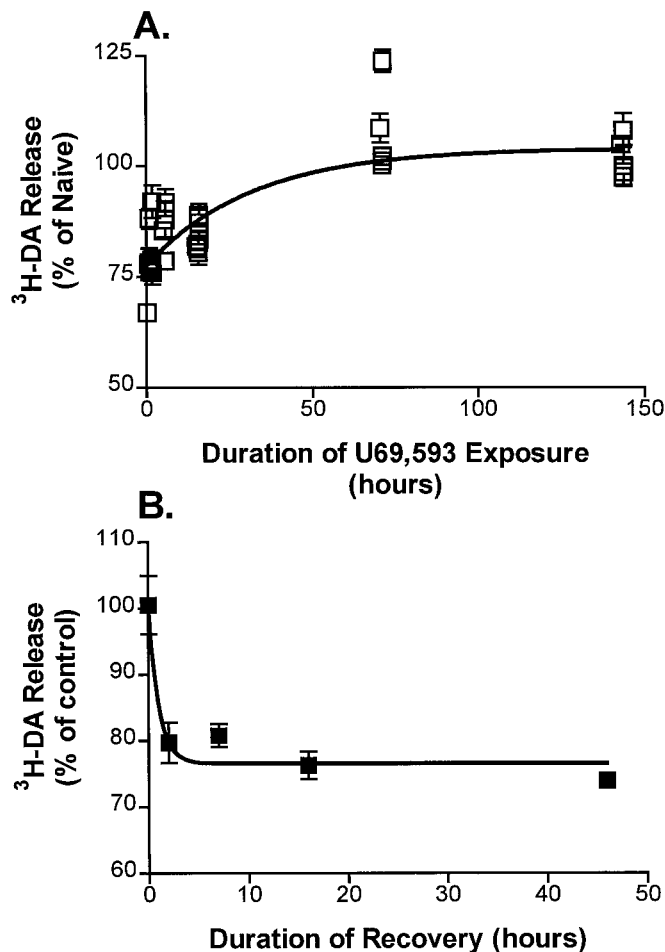 A.
125
100
75
50
³H-DA Release
(% of Naive)
0
50
100
150
Duration of U69,593 Exposure
(hours)
B.
110
100
90
80
70
60
³H-DA Release
(% of control)
0
10
20
30
40
50
Duration of Recovery (hours)